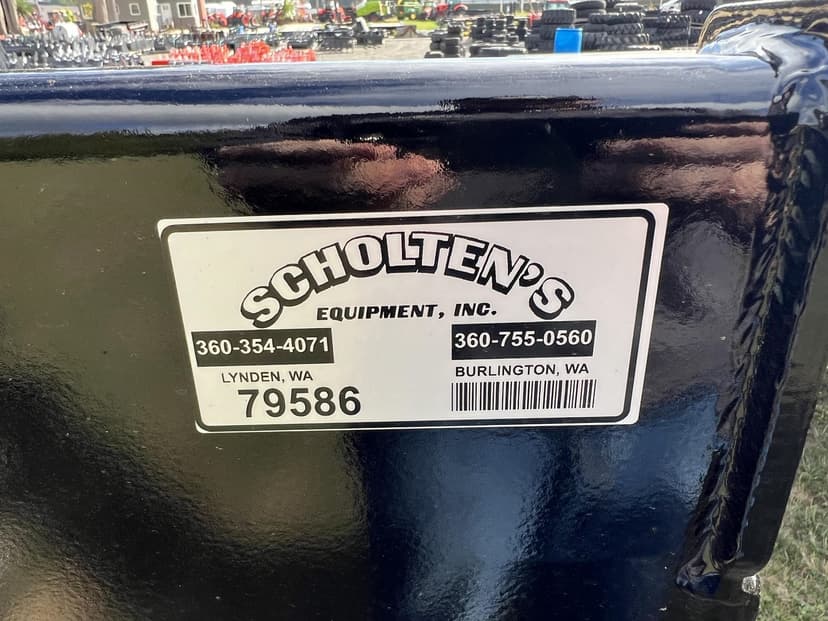 SCHOLTEN'S
EQUIPMENT, INC.
360-354-4071
LYNDEN, WA
79586
360-755-0560
BURLINGTON, WA